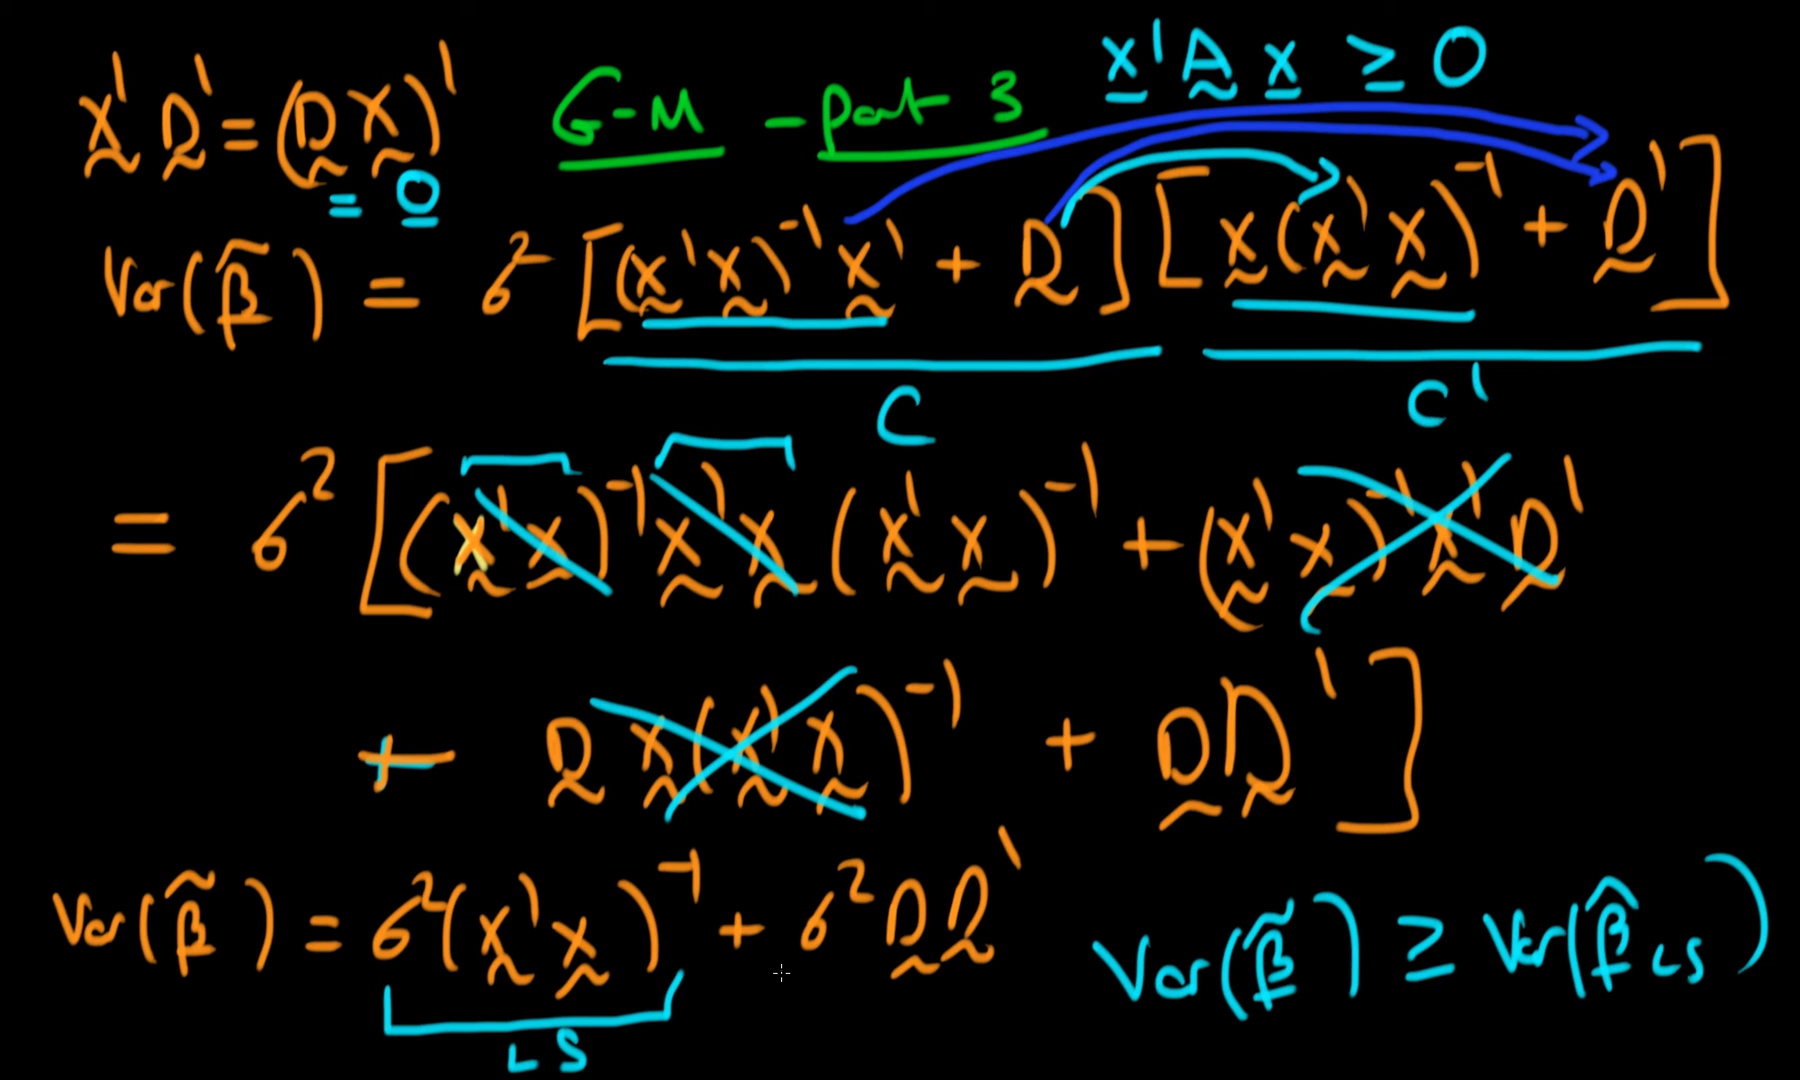 X'D' = (DX)' G-M - Part 3 x'Ax ≥ 0
= 0
Var(β̃) = σ² [(X'X)⁻¹X' + D] [X(X'X)⁻¹ + D']
C C'
= σ² [(X'X)⁻¹X'X(X'X)⁻¹ + (X'X)⁻¹X'D'
+ DX(X'X)⁻¹ + DD']
Var(β̃) = σ²(X'X)⁻¹ + σ²DD' Var(β̃) ≥ Var(β̂LS)
LS